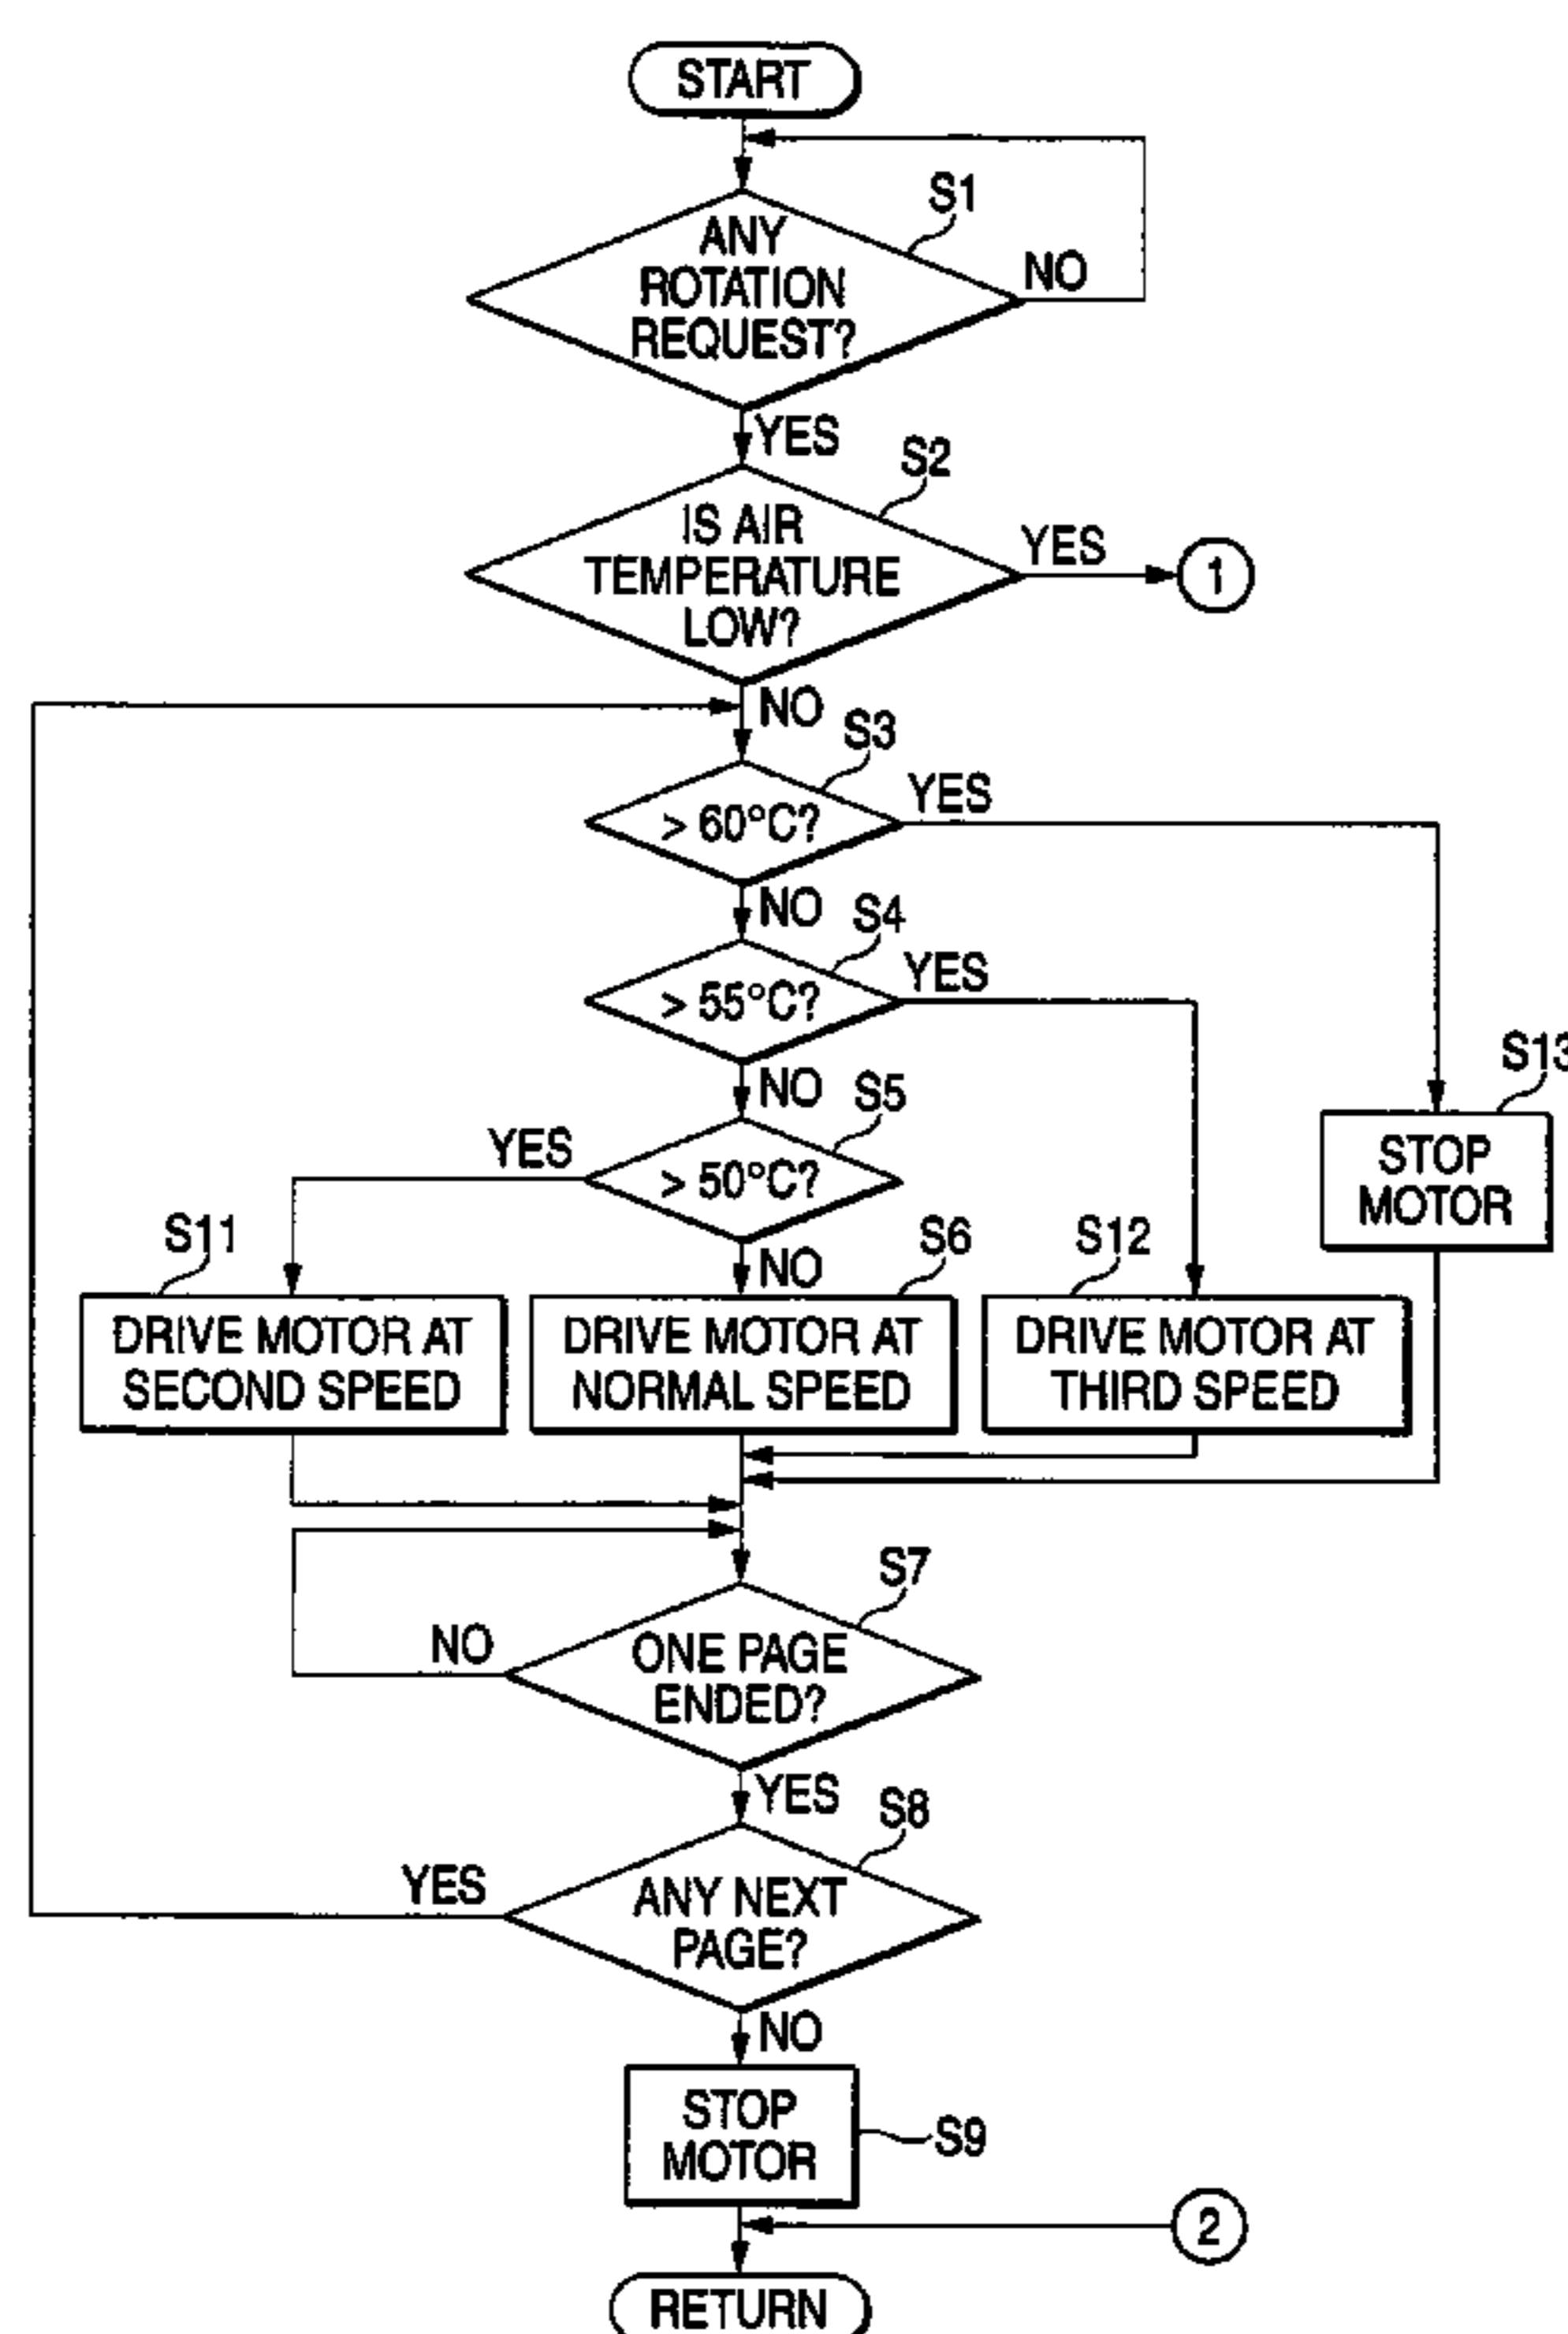 START
S1
ANY
ROTATION
REQUEST?
NO
YES
S2
IS AIR
TEMPERATURE
LOW?
YES
1
NO
S3
> 60°C?
YES
NO
S4
> 55°C?
YES
NO
S5
> 50°C?
YES
NO
S13
STOP
MOTOR
S11
DRIVE MOTOR AT
SECOND SPEED
S6
DRIVE MOTOR AT
NORMAL SPEED
S12
DRIVE MOTOR AT
THIRD SPEED
S7
ONE PAGE
ENDED?
NO
YES
S8
ANY NEXT
PAGE?
YES
NO
STOP
MOTOR
S9
2
RETURN